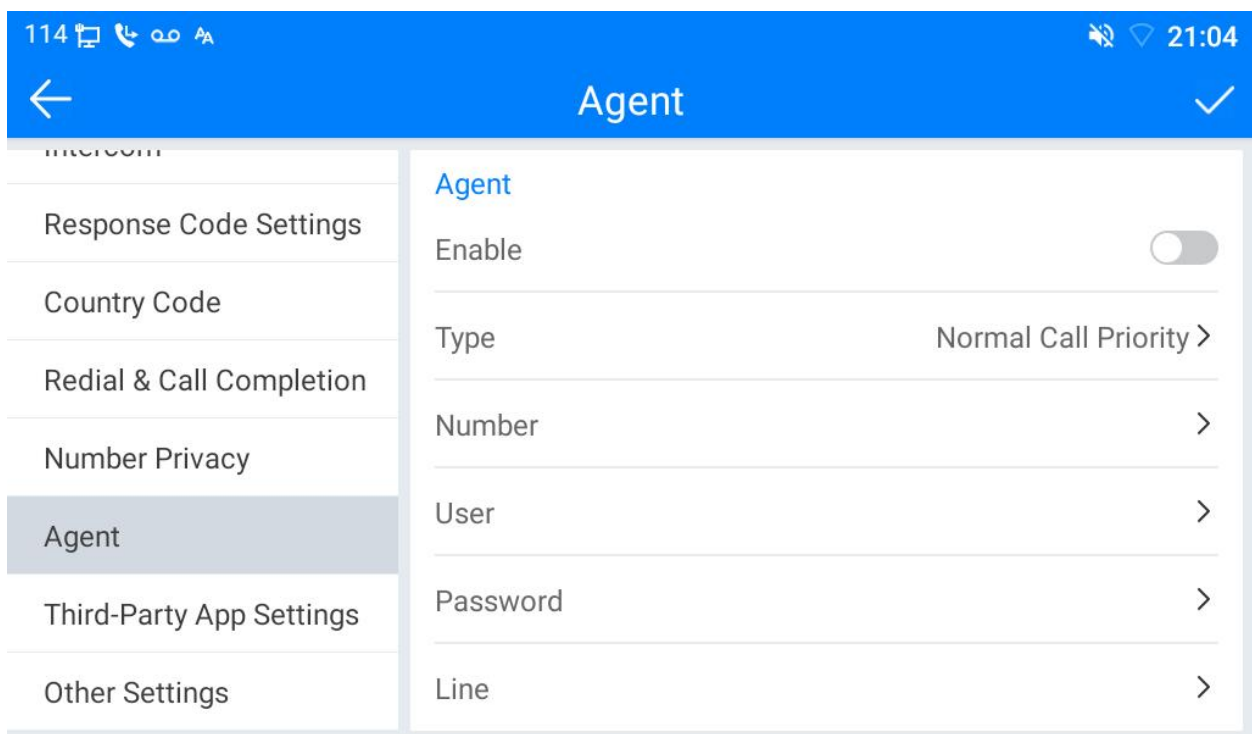 114 21:04
Agent
Intercom
Response Code Settings
Country Code
Redial & Call Completion
Number Privacy
Agent
Third-Party App Settings
Other Settings
Agent
Enable
Type Normal Call Priority
Number
User
Password
Line